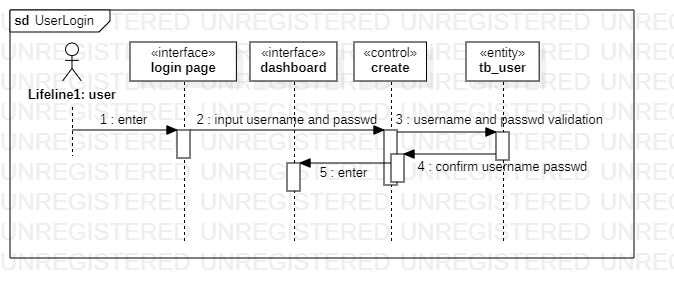 sd UserLogin
«interface»
login page
«interface»
dashboard
«control»
create
«entity»
tb_user
Lifeline1: user
1 : enter
2 : input username and passwd
3 : username and passwd validation
4 : confirm username passwd
5 : enter
UNREGISTERED UNREGISTERED UNREGISTERED UNREGISTERED
UNREGISTERED UNREGISTERED UNREGISTERED UNREGISTERED
UNREGISTERED UNREGISTERED UNREGISTERED UNREGISTERED
UNREGISTERED UNREGISTERED UNREGISTERED UNREGISTERED
UNREGISTERED UNREGISTERED UNREGISTERED UNREGISTERED
UNREGISTERED UNREGISTERED UNREGISTERED UNREGISTERED
UNREGISTERED UNREGISTERED UNREGISTERED UNREGISTERED
UNREGISTERED UNREGISTERED UNREGISTERED UNREGISTERED
UNREGISTERED UNREGISTERED UNREGISTERED UNREGISTERED